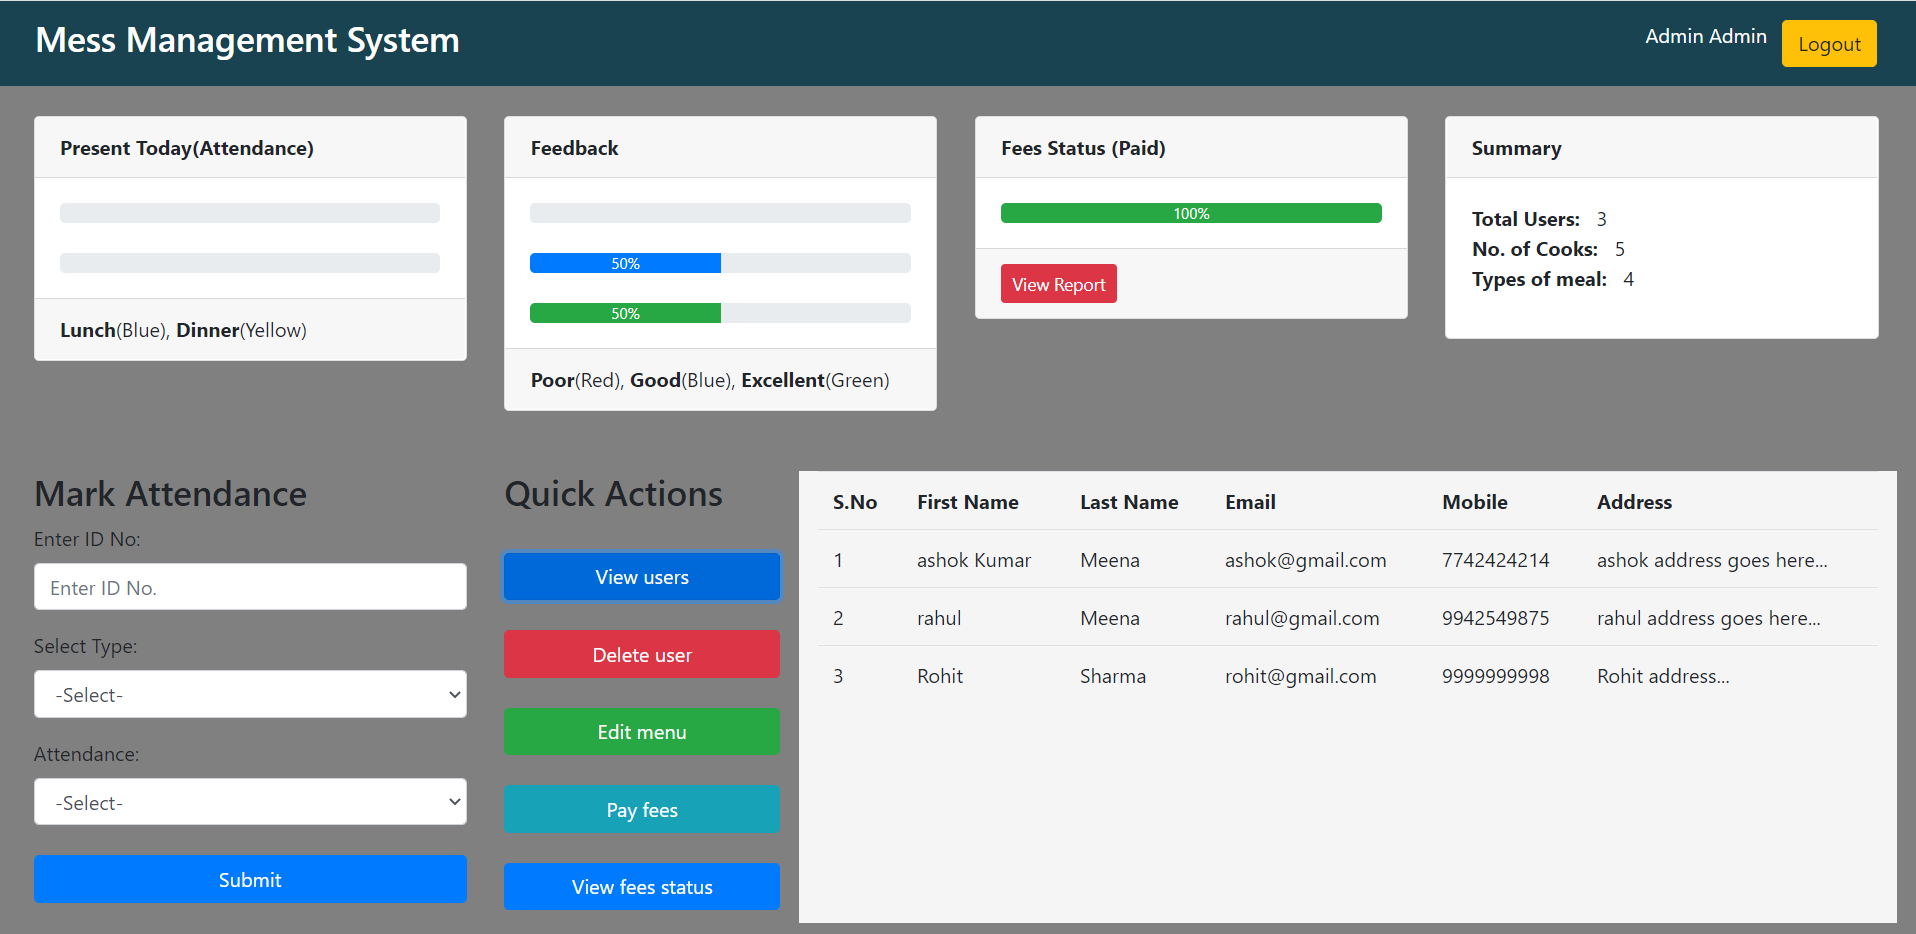 Mess Management System
Admin Admin
Logout
Present Today(Attendance)
Lunch(Blue), Dinner(Yellow)
Feedback
50%
50%
Poor(Red), Good(Blue), Excellent(Green)
Fees Status (Paid)
100%
View Report
Summary
Total Users: 3
No. of Cooks: 5
Types of meal: 4
Mark Attendance
Enter ID No:
Enter ID No.
Select Type:
-Select-
Attendance:
-Select-
Submit
Quick Actions
View users
Delete user
Edit menu
Pay fees
View fees status
S.No First Name Last Name Email Mobile Address
1 ashok Kumar Meena ashok@gmail.com 7742424214 ashok address goes here...
2 rahul Meena rahul@gmail.com 9942549875 rahul address goes here...
3 Rohit Sharma rohit@gmail.com 9999999998 Rohit address...